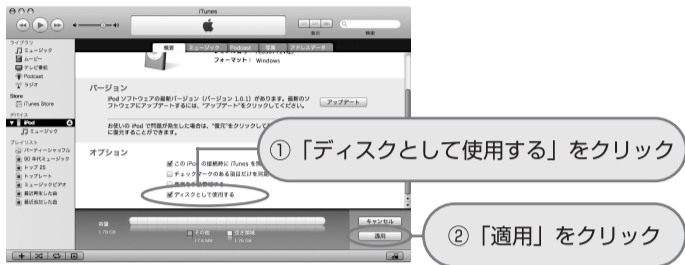 iTunes
表示
検索
ライブラリ
ミュージック
ムービー
テレビ番組
Podcast
ラジオ
Store
iTunes Store
デバイス
iPod
ミュージック
プレイリスト
パーティーシャッフル
90 年代ミュージック
トップ 25
トップレート
ミュージックビデオ
最近再生した曲
最近追加した曲
概要 ミュージック Podcast 写真 アドレスデータ
フォーマット： Windows
バージョン
iPod ソフトウェアの最新バージョン（バージョン 1.0.1）があります。最新のソ
フトウェアにアップデートするには、"アップデート"をクリックしてください。
アップデート
お使いの iPod で問題が発生した場合は、"復元"をクリックして
に復元することができます。
オプション
この iPod の接続時に iTunes を
チェックマークのある項目だけを同期
ディスクとして使用する
①「ディスクとして使用する」をクリック
容量
1.78 GB
その他
空き領域
キャンセル
適用
②「適用」をクリック